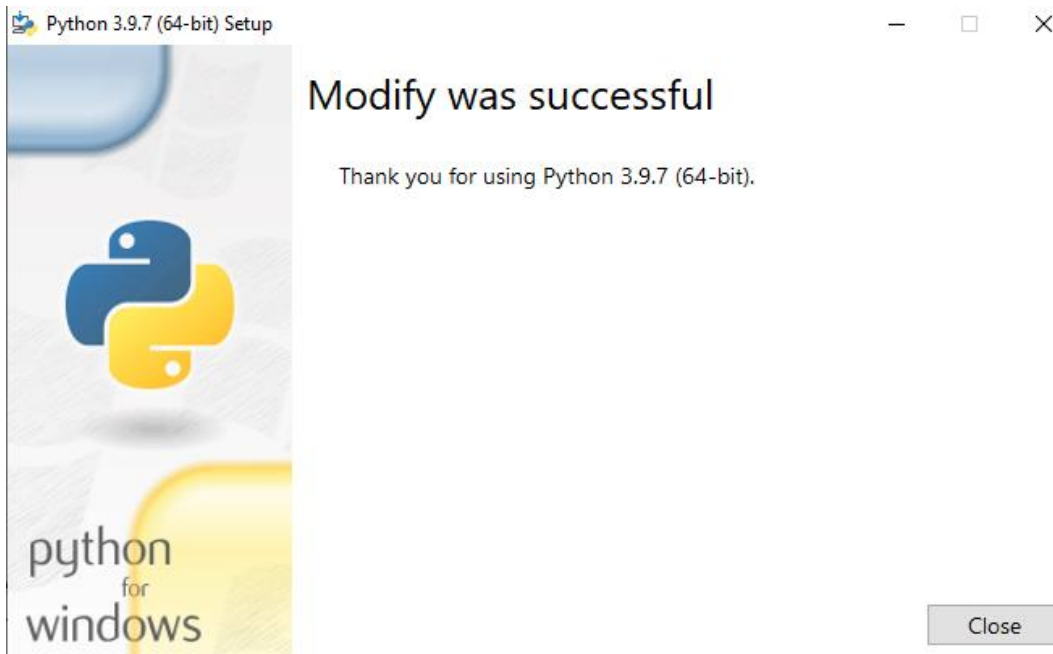 Python 3.9.7 (64-bit) Setup
Modify was successful
Thank you for using Python 3.9.7 (64-bit).
python
for
windows
Close